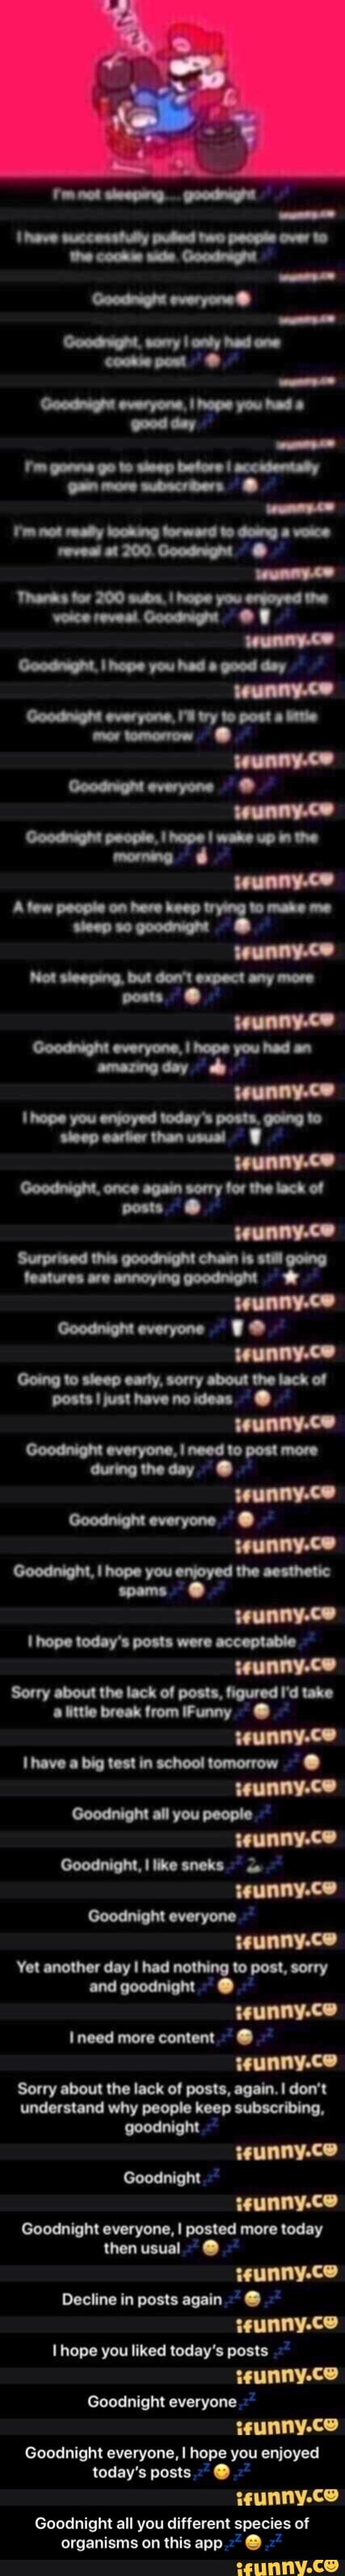 I'm not sleeping.... goodnight 💤💤
ifunny.co
I have successfully pulled two people over to
the cookie side. Goodnight 💤
ifunny.co
Goodnight everyone
ifunny.co
Goodnight, sorry I only had one
cookie post
ifunny.co
Goodnight everyone, I hope you had a
good day 💤
ifunny.co
I'm gonna go to sleep before I accidentally
gain more subscribers 💤
ifunny.co
I'm not really looking forward to doing a voice
reveal at 200. Goodnight 💤
ifunny.co
Thanks for 200 subs, I hope you enjoyed the
voice reveal. Goodnight 💤
ifunny.co
Goodnight, I hope you had a good day 💤💤
ifunny.co
Goodnight everyone, I'll try to post a little
mor tomorrow 💤
ifunny.co
Goodnight everyone 💤
ifunny.co
Goodnight people, I hope I wake up in the
morning 💤
ifunny.co
A few people on here keep trying to make me
sleep so goodnight 💤
ifunny.co
Not sleeping, but don't expect any more
posts 💤
ifunny.co
Goodnight everyone, I hope you had an
amazing day 💤👍💤
ifunny.co
I hope you enjoyed today's posts, going to
sleep earlier than usual 💤🥛💤
ifunny.co
Goodnight, once again sorry for the lack of
posts 💤
ifunny.co
Surprised this goodnight chain is still going
features are annoying goodnight 💤⭐💤
ifunny.co
Goodnight everyone 💤🥛🍪💤
ifunny.co
Going to sleep early, sorry about the lack of
posts I just have no ideas 💤
ifunny.co
Goodnight everyone, I need to post more
during the day 💤
ifunny.co
Goodnight everyone 💤
ifunny.co
Goodnight, I hope you enjoyed the aesthetic
spams 💤
ifunny.co
I hope today's posts were acceptable 💤
ifunny.co
Sorry about the lack of posts, figured I'd take
a little break from IFunny 💤😅💤
ifunny.co
I have a big test in school tomorrow 💤
ifunny.co
Goodnight all you people 💤
ifunny.co
Goodnight, I like sneks 💤🐍💤
ifunny.co
Goodnight everyone 💤
ifunny.co
Yet another day I had nothing to post, sorry
and goodnight 💤😕💤
ifunny.co
I need more content 💤😅💤
ifunny.co
Sorry about the lack of posts, again. I don't
understand why people keep subscribing,
goodnight 💤
ifunny.co
Goodnight 💤
ifunny.co
Goodnight everyone, I posted more today
then usual 💤😊💤
ifunny.co
Decline in posts again 💤😅💤
ifunny.co
I hope you liked today's posts 💤
ifunny.co
Goodnight everyone 💤
ifunny.co
Goodnight everyone, I hope you enjoyed
today's posts 💤😊💤
ifunny.co
Goodnight all you different species of
organisms on this app 💤😄💤
ifunny.co